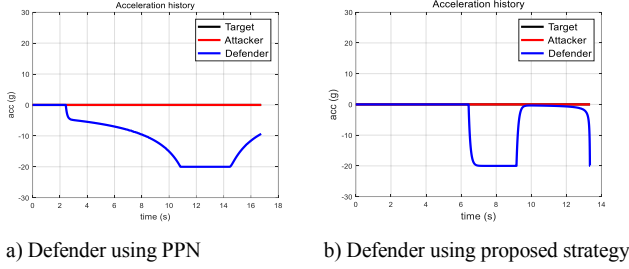 Acceleration history
30
20
10
0
-10
-20
-30
acc (g)
0 2 4 6 8 10 12 14 16 18
time (s)
Target
Attacker
Defender
a) Defender using PPN
Acceleration history
30
20
10
0
-10
-20
-30
acc (g)
0 2 4 6 8 10 12 14
time (s)
Target
Attacker
Defender
b) Defender using proposed strategy